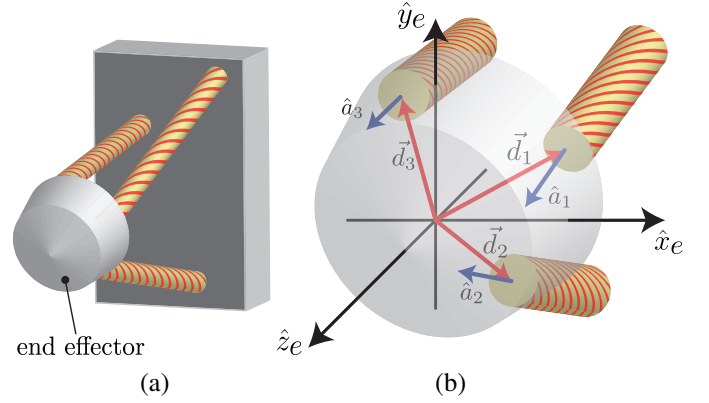 end effector
(a)
ŷₑ
â₃
d⃗₃
d⃗₁
â₁
x̂ₑ
d⃗₂
â₂
ẑₑ
(b)